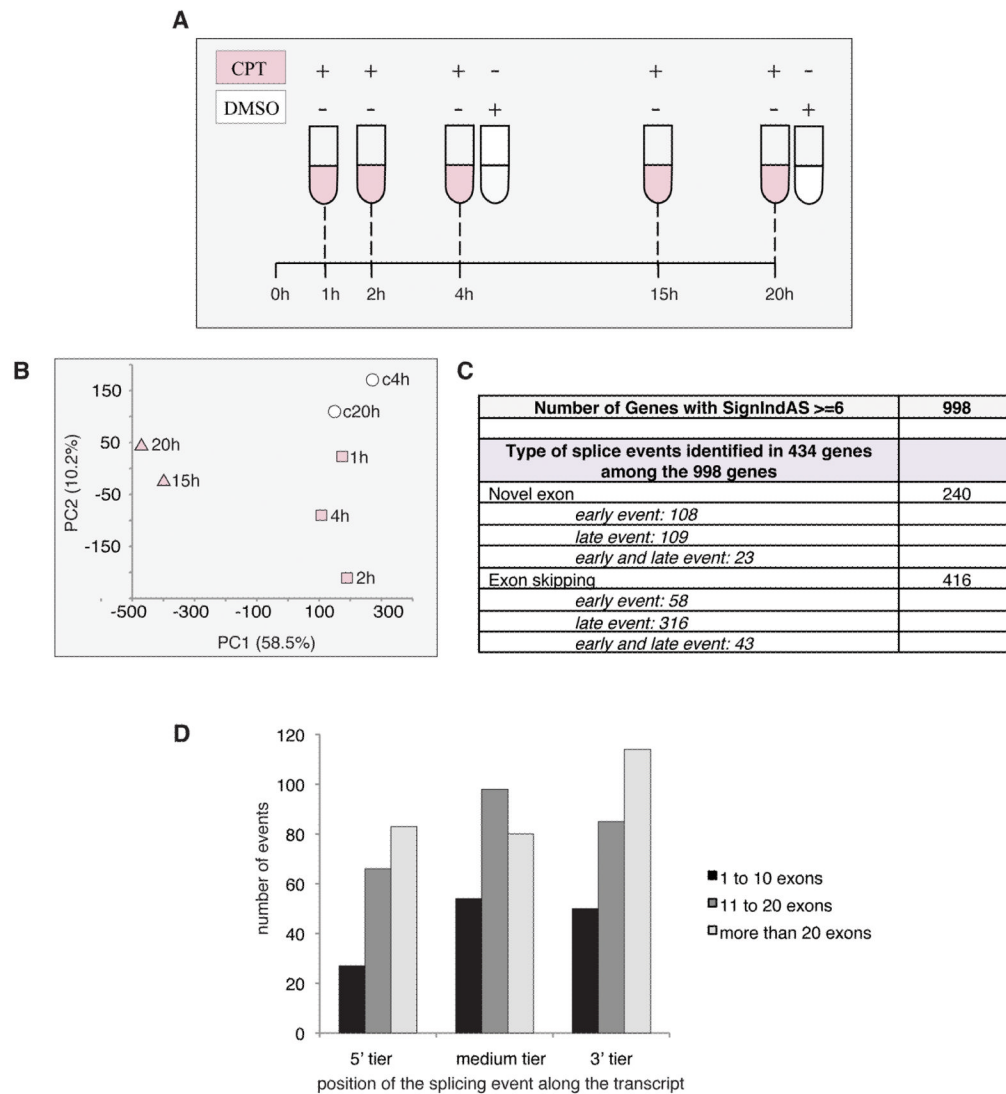 A
CPT + + + - + + -
DMSO - - - + - - +
0h 1h 2h 4h 15h 20h
B
150
50
-50
-150
PC2 (10.2%)
c4h
c20h
20h
1h
15h
4h
2h
-500 -300 -100 100 300
PC1 (58.5%)
C
Number of Genes with SignIndAS >=6 998
Type of splice events identified in 434 genes
among the 998 genes
Novel exon 240
early event: 108
late event: 109
early and late event: 23
Exon skipping 416
early event: 58
late event: 316
early and late event: 43
D
120
100
80
60
40
20
0
number of events
1 to 10 exons
11 to 20 exons
more than 20 exons
5' tier medium tier 3' tier
position of the splicing event along the transcript